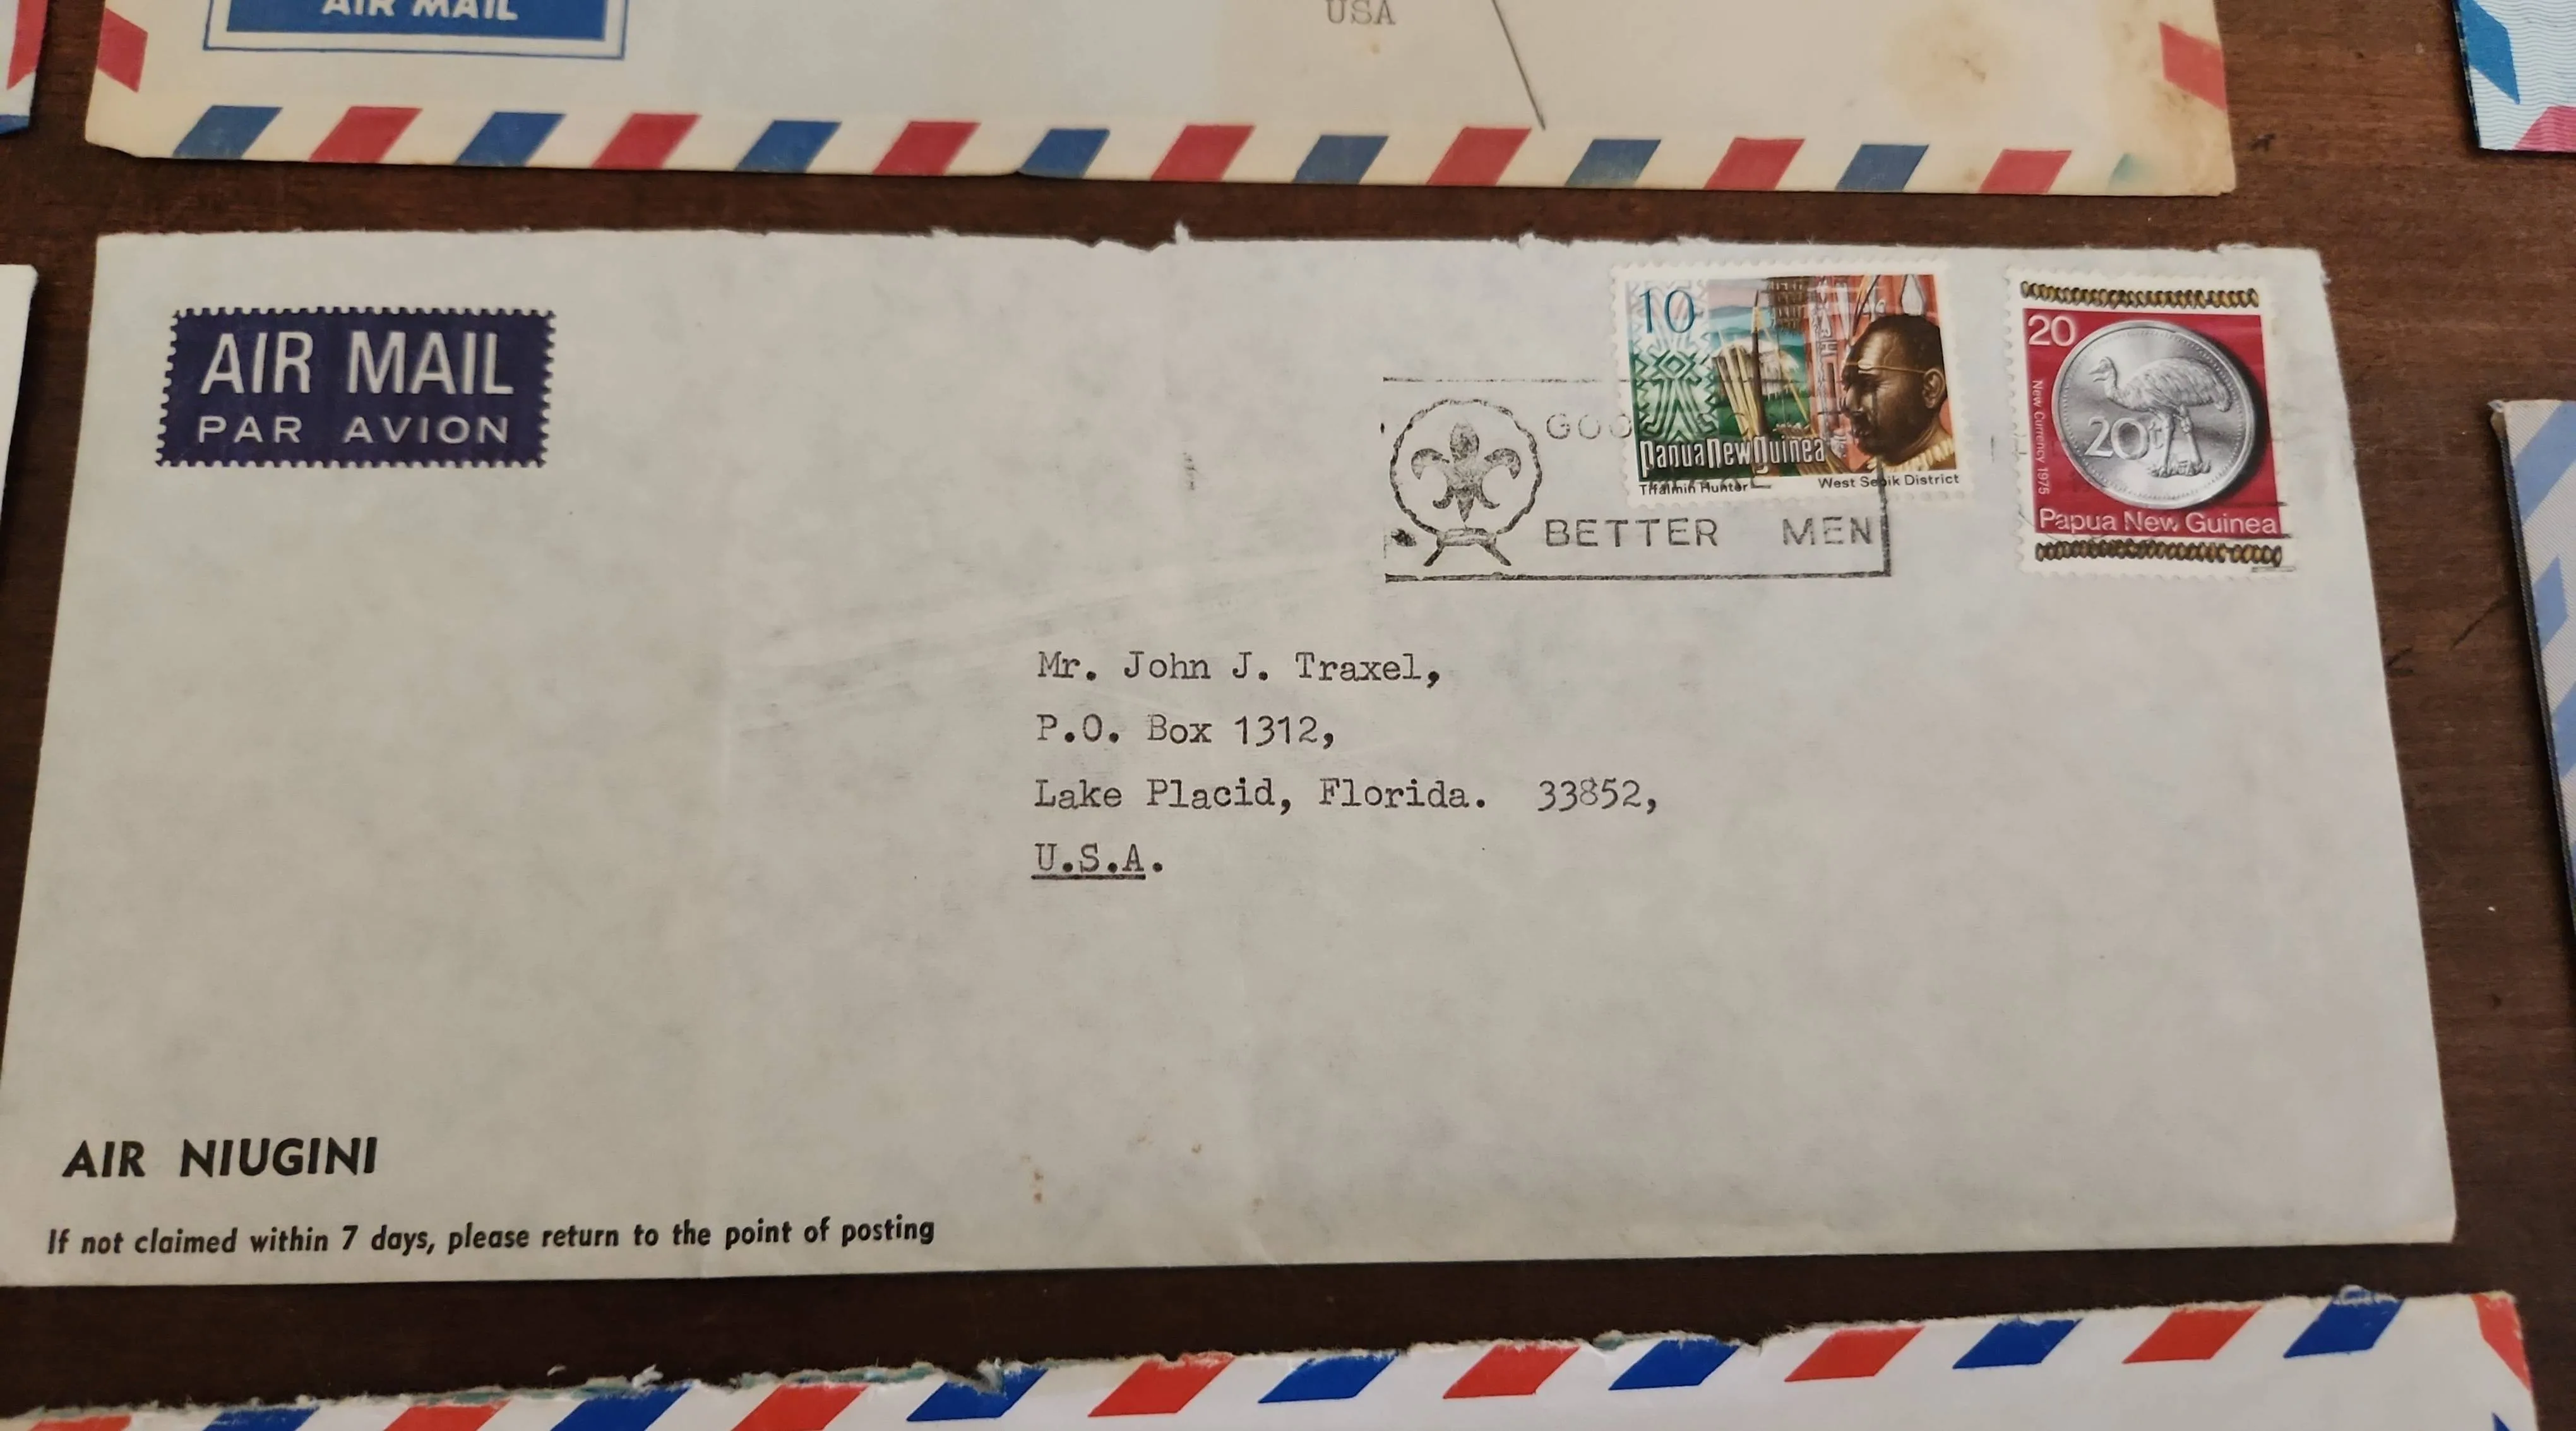 AIR MAIL
USA
AIR MAIL
PAR AVION
10
Papua New Guinea
Tifalmin Hunter
West Sepik District
20
New Currency 1975
20t
Papua New Guinea
BETTER MEN
Mr. John J. Traxel,
P.O. Box 1312,
Lake Placid, Florida. 33852,
U.S.A.
AIR NIUGINI
If not claimed within 7 days, please return to the point of posting